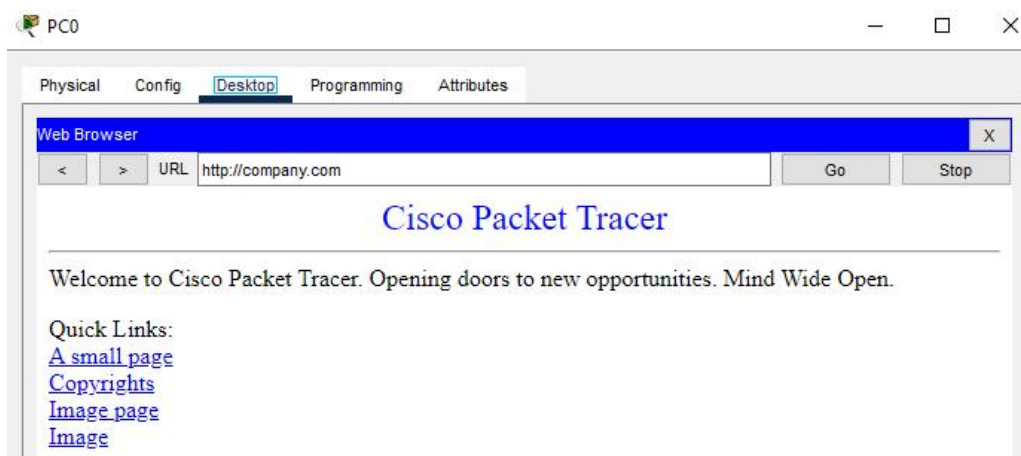 PC0
Physical Config Desktop Programming Attributes
Web Browser X
< > URL http://company.com Go Stop
Cisco Packet Tracer
Welcome to Cisco Packet Tracer. Opening doors to new opportunities. Mind Wide Open.
Quick Links:
A small page
Copyrights
Image page
Image